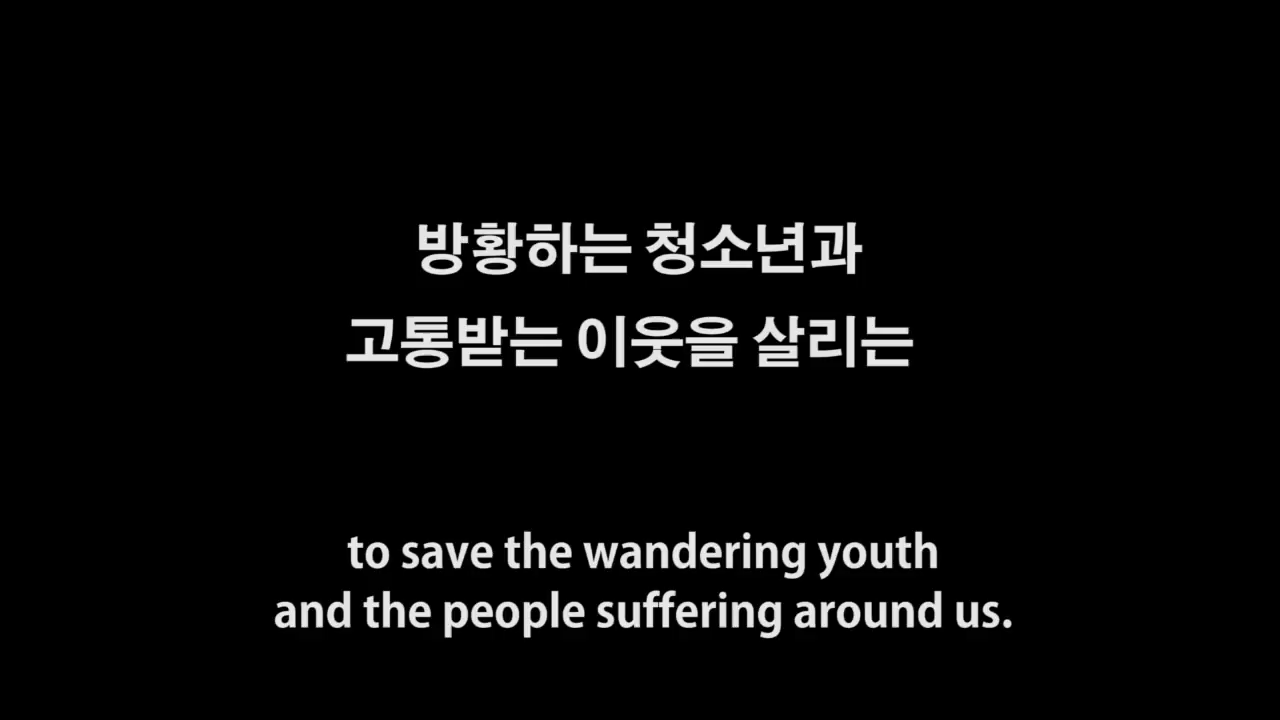 방황하는 청소년과
고통받는 이웃을 살리는
to save the wandering youth
and the people suffering around us.